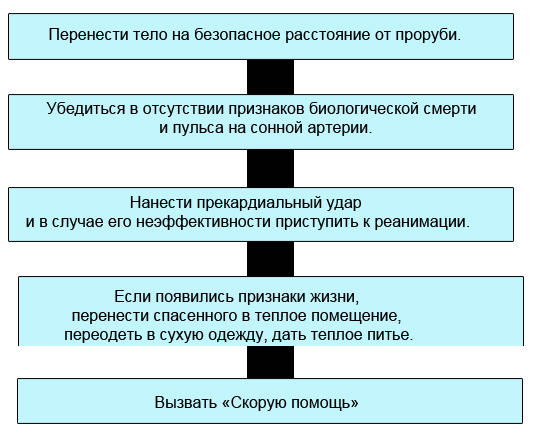 Перенести тело на безопасное расстояние от проруби.
Убедиться в отсутствии признаков биологической смерти
и пульса на сонной артерии.
Нанести прекардиальный удар
и в случае его неэффективности приступить к реанимации.
Если появились признаки жизни,
перенести спасенного в теплое помещение,
переодеть в сухую одежду, дать теплое питье.
Вызвать «Скорую помощь»